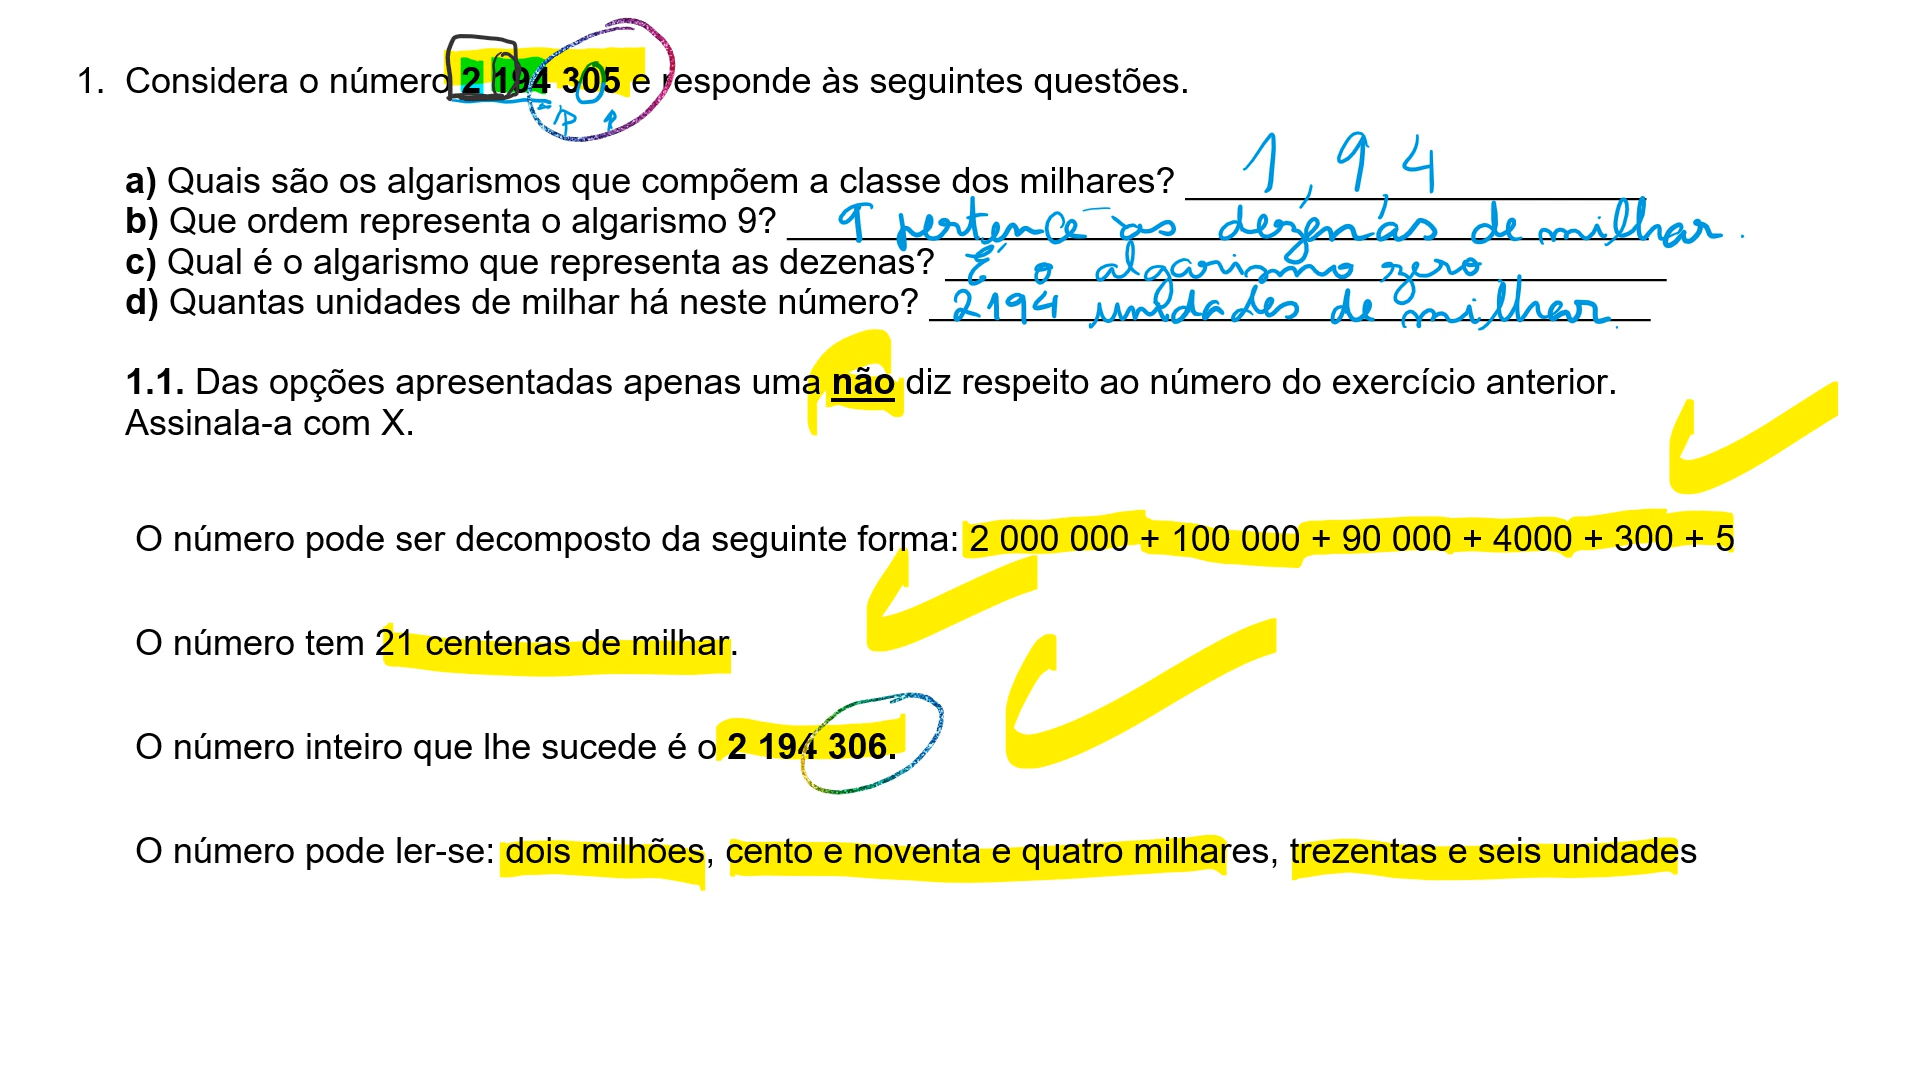 1. Considera o número 2 194 305 e responde às seguintes questões.
a) Quais são os algarismos que compõem a classe dos milhares? 1, 9, 4
b) Que ordem representa o algarismo 9? 9 pertence às dezenas de milhar.
c) Qual é o algarismo que representa as dezenas? É o algarismo zero
d) Quantas unidades de milhar há neste número? 2194 unidades de milhar.
1.1. Das opções apresentadas apenas uma não diz respeito ao número do exercício anterior.
Assinala-a com X.
O número pode ser decomposto da seguinte forma: 2 000 000 + 100 000 + 90 000 + 4000 + 300 + 5
O número tem 21 centenas de milhar.
O número inteiro que lhe sucede é o 2 194 306.
O número pode ler-se: dois milhões, cento e noventa e quatro milhares, trezentas e seis unidades